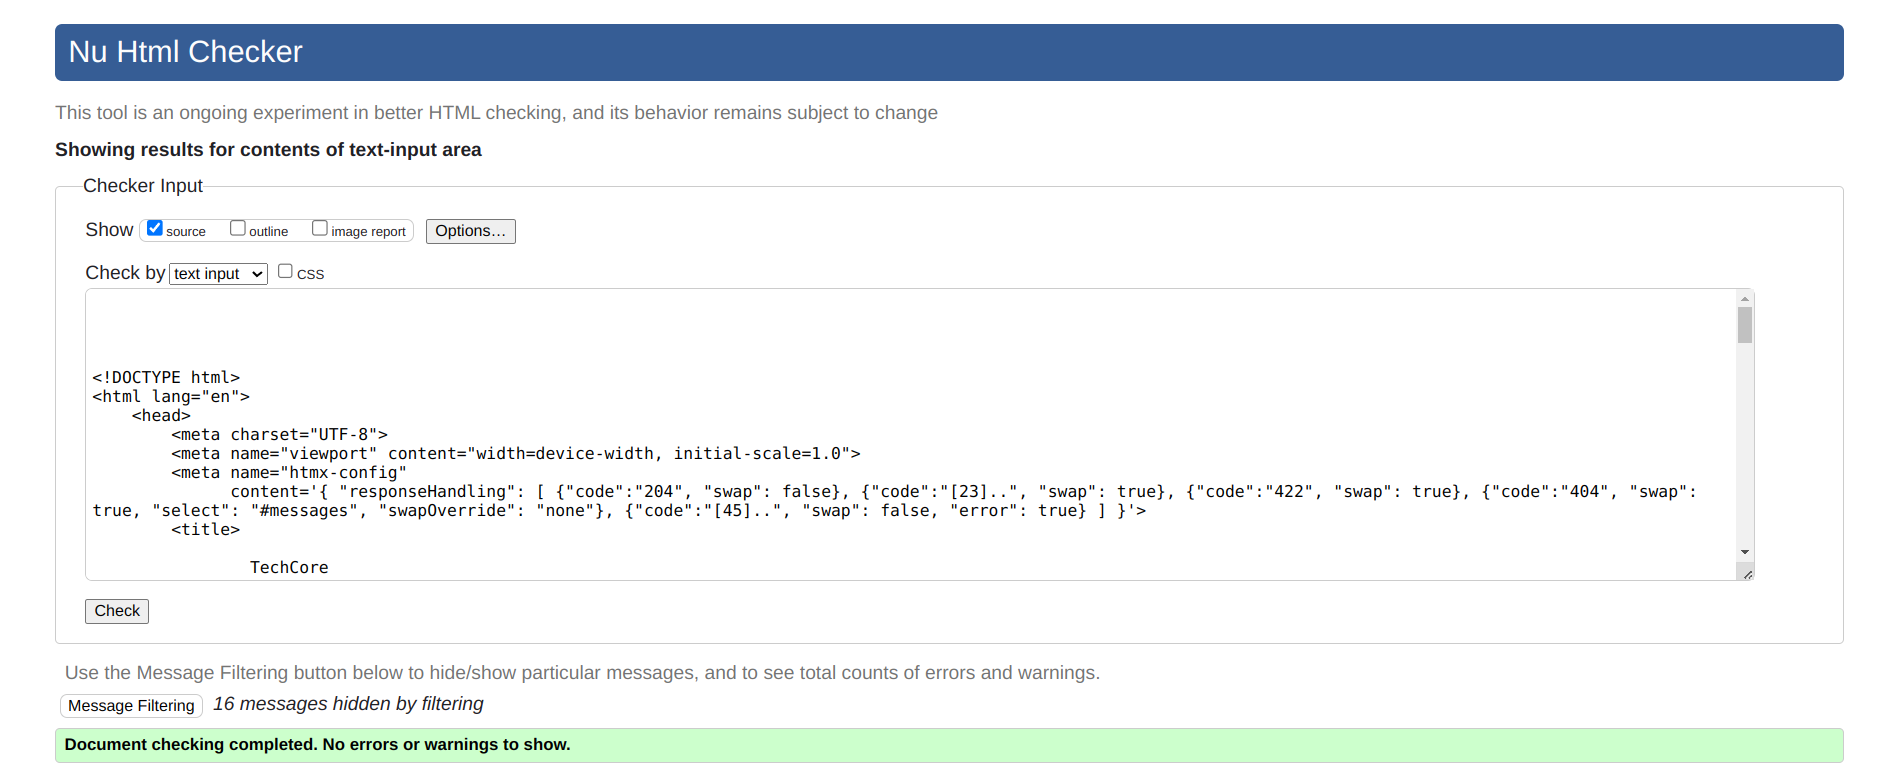 Nu Html Checker
This tool is an ongoing experiment in better HTML checking, and its behavior remains subject to change
Showing results for contents of text-input area
Checker Input
Show source outline image report Options...
Check by text input CSS
<!DOCTYPE html>
<html lang="en">
    <head>
        <meta charset="UTF-8">
        <meta name="viewport" content="width=device-width, initial-scale=1.0">
        <meta name="htmx-config"
              content='{ "responseHandling": [ {"code":"204", "swap": false}, {"code":"[23]..", "swap": true}, {"code":"422", "swap": true}, {"code":"404", "swap":
true, "select": "#messages", "swapOverride": "none"}, {"code":"[45]..", "swap": false, "error": true} ] }'>
        <title>
                TechCore
Check
Use the Message Filtering button below to hide/show particular messages, and to see total counts of errors and warnings.
Message Filtering 16 messages hidden by filtering
Document checking completed. No errors or warnings to show.